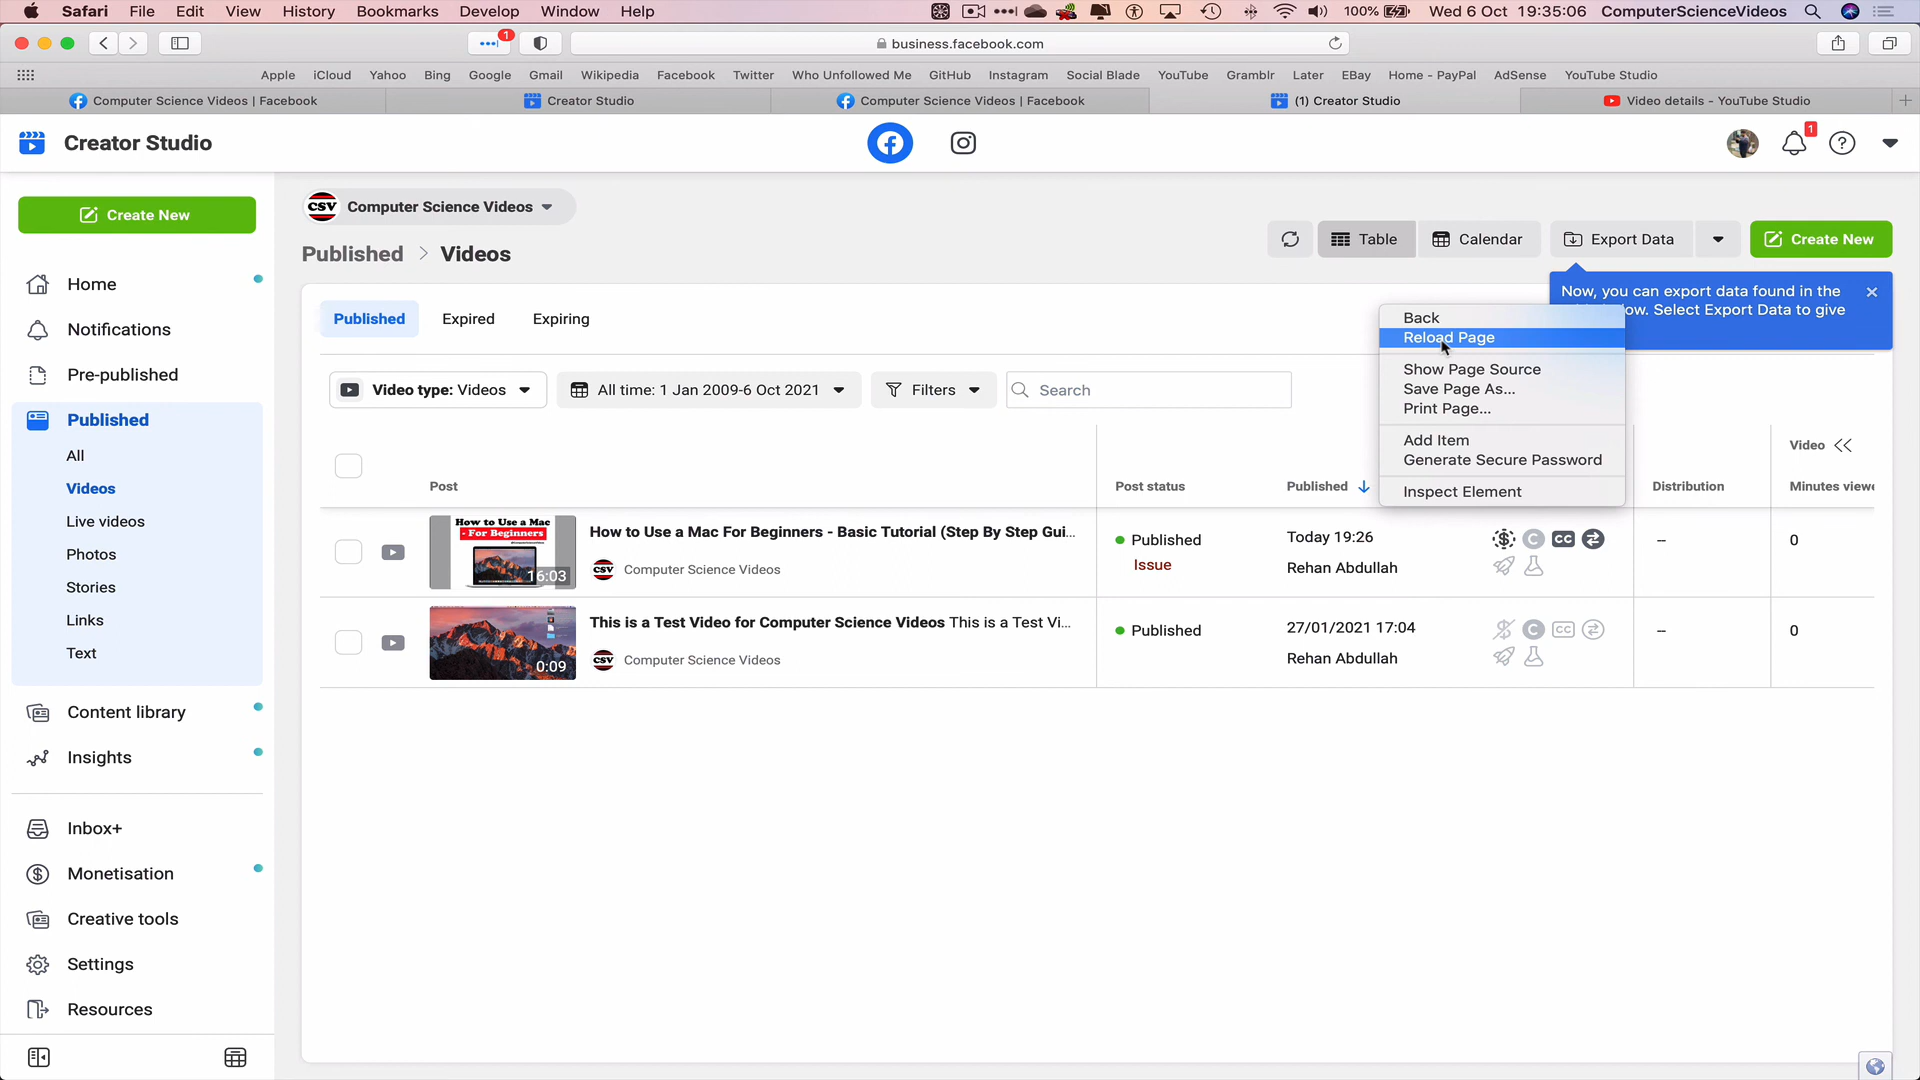 Safari File Edit View History Bookmarks Develop Window Help 100% Wed 6 Oct 19:35:06 ComputerScienceVideos
1
business.facebook.com
Apple iCloud Yahoo Bing Google Gmail Wikipedia Facebook Twitter Who Unfollowed Me GitHub Instagram Social Blade YouTube Gramblr Later EBay Home - PayPal AdSense YouTube Studio
Computer Science Videos | Facebook
Creator Studio
Computer Science Videos | Facebook
(1) Creator Studio
Video details - YouTube Studio
Creator Studio
1
Create New
Home
Notifications
Pre-published
Published
All
Videos
Live videos
Photos
Stories
Links
Text
Content library
Insights
Inbox+
Monetisation
Creative tools
Settings
Resources
CSV Computer Science Videos
Published > Videos
Table Calendar Export Data Create New
Now, you can export data found in the
ow. Select Export Data to give
Published Expired Expiring
Back
Reload Page
Show Page Source
Save Page As...
Print Page...
Add Item
Generate Secure Password
Inspect Element
Video type: Videos All time: 1 Jan 2009-6 Oct 2021 Filters Search
Video
Post Post status Published Distribution Minutes viewe
How to Use a Mac
- For Beginners
16:03
How to Use a Mac For Beginners - Basic Tutorial (Step By Step Gui...
CSV Computer Science Videos
Published
Issue
Today 19:26
Rehan Abdullah
C CC
-- 0
0:09
This is a Test Video for Computer Science Videos This is a Test Vi...
CSV Computer Science Videos
Published
27/01/2021 17:04
Rehan Abdullah
C CC
-- 0